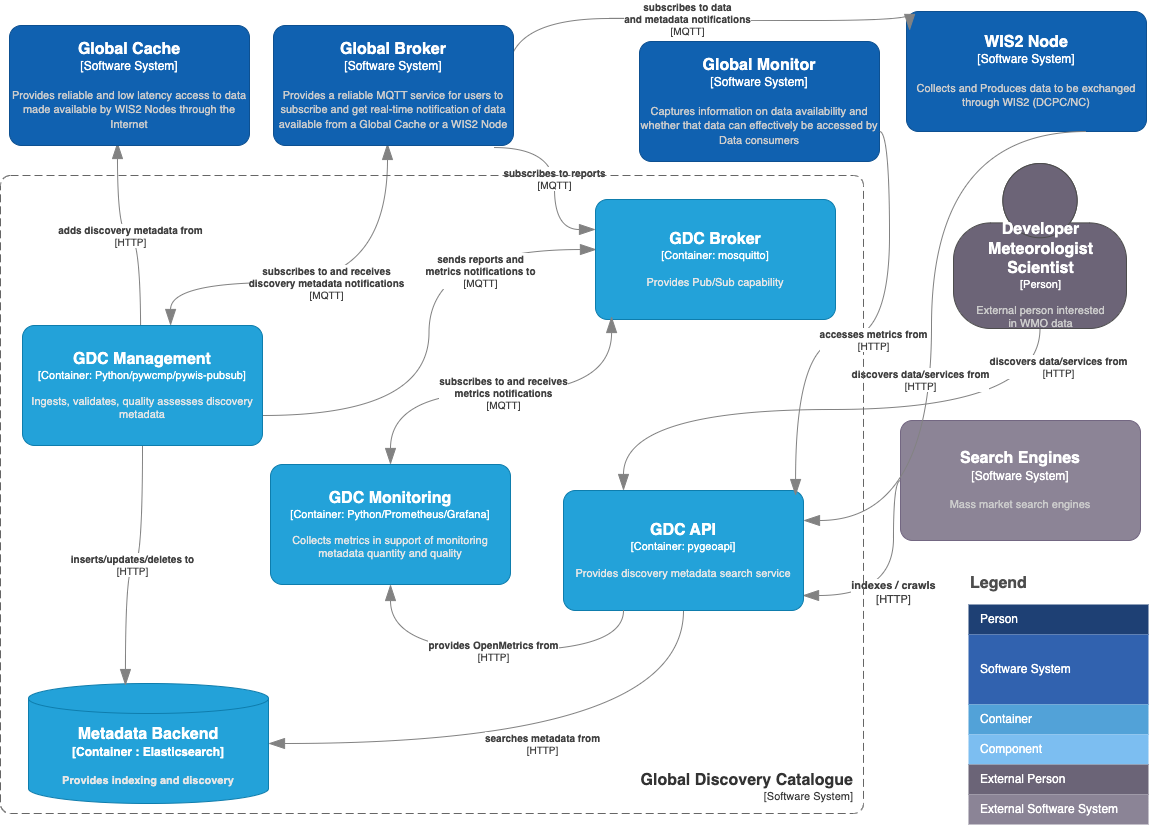 subscribes to data
and metadata notifications
[MQTT]
Global Cache
[Software System]
Provides reliable and low latency access to data
made available by WIS2 Nodes through the
Internet
Global Broker
[Software System]
Provides a reliable MQTT service for users to
subscribe and get real-time notification of data
available from a Global Cache or a WIS2 Node
Global Monitor
[Software System]
Captures information on data availability and
whether that data can effectively be accessed by
Data consumers
WIS2 Node
[Software System]
Collects and Produces data to be exchanged
through WIS2 (DCPC/NC)
subscribes to reports
[MQTT]
adds discovery metadata from
[HTTP]
subscribes to and receives
discovery metadata notifications
[MQTT]
sends reports and
metrics notifications to
[MQTT]
GDC Broker
[Container: mosquitto]
Provides Pub/Sub capability
Developer
Meteorologist
Scientist
[Person]
External person interested
in WMO data
accesses metrics from
[HTTP]
discovers data/services from
[HTTP]
discovers data/services from
[HTTP]
GDC Management
[Container: Python/pywcmp/pywis-pubsub]
Ingests, validates, quality assesses discovery
metadata
subscribes to and receives
metrics notifications
[MQTT]
GDC Monitoring
[Container: Python/Prometheus/Grafana]
Collects metrics in support of monitoring
metadata quantity and quality
GDC API
[Container: pygeoapi]
Provides discovery metadata search service
Search Engines
[Software System]
Mass market search engines
inserts/updates/deletes to
[HTTP]
indexes / crawls
[HTTP]
provides OpenMetrics from
[HTTP]
Metadata Backend
[Container : Elasticsearch]
Provides indexing and discovery
searches metadata from
[HTTP]
Global Discovery Catalogue
[Software System]
Legend
Person
Software System
Container
Component
External Person
External Software System